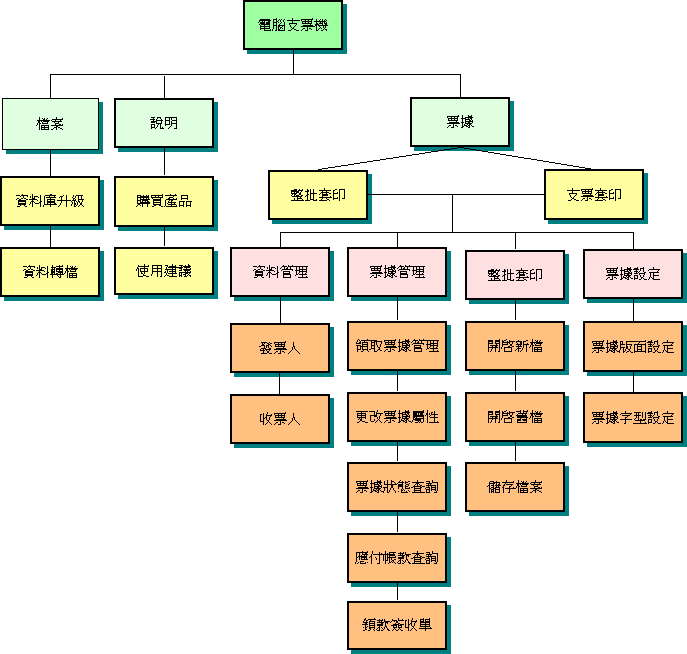 電腦支票機
檔案
說明
票據
資料庫升級
購買產品
整批套印
支票套印
資料轉檔
使用建議
資料管理
票據管理
整批套印
票據設定
發票人
領取票據管理
開啓新檔
票據版面設定
收票人
更改票據屬性
開啓舊檔
票據字型設定
票據狀態查詢
儲存檔案
應付帳款查詢
領款簽收單